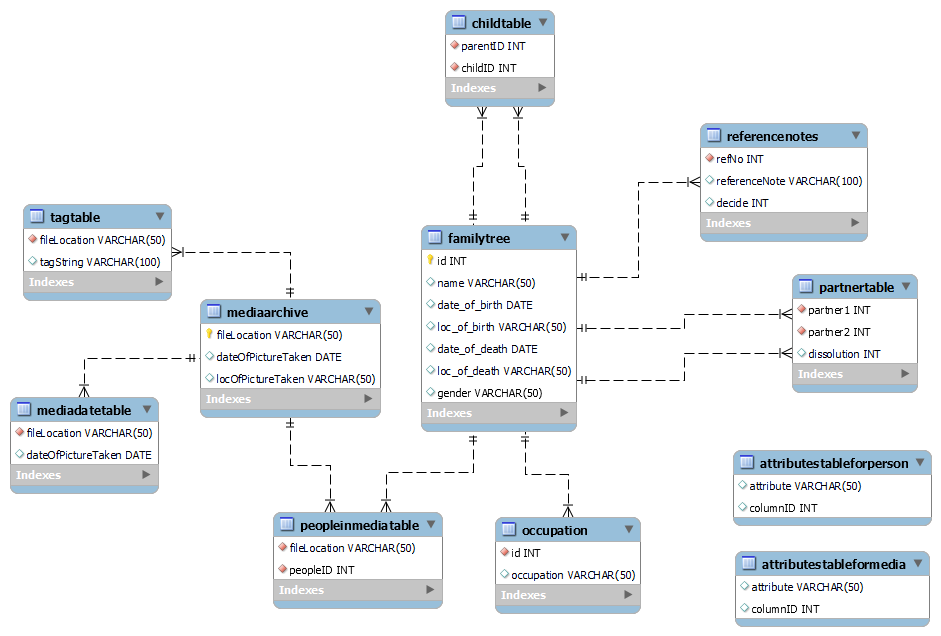 childtable
parentID INT
childID INT
Indexes
referencenotes
refNo INT
referenceNote VARCHAR(100)
decide INT
Indexes
tagtable
fileLocation VARCHAR(50)
tagString VARCHAR(100)
Indexes
familytree
id INT
name VARCHAR(50)
date_of_birth DATE
loc_of_birth VARCHAR(50)
date_of_death DATE
loc_of_death VARCHAR(50)
gender VARCHAR(50)
Indexes
partnertable
partner1 INT
partner2 INT
dissolution INT
Indexes
mediaarchive
fileLocation VARCHAR(50)
dateOfPictureTaken DATE
locOfPictureTaken VARCHAR(50)
Indexes
mediadatetable
fileLocation VARCHAR(50)
dateOfPictureTaken DATE
Indexes
peopleinmediatable
fileLocation VARCHAR(50)
peopleID INT
Indexes
occupation
id INT
occupation VARCHAR(50)
Indexes
attributestableforperson
attribute VARCHAR(50)
columnID INT
attributestableformedia
attribute VARCHAR(50)
columnID INT